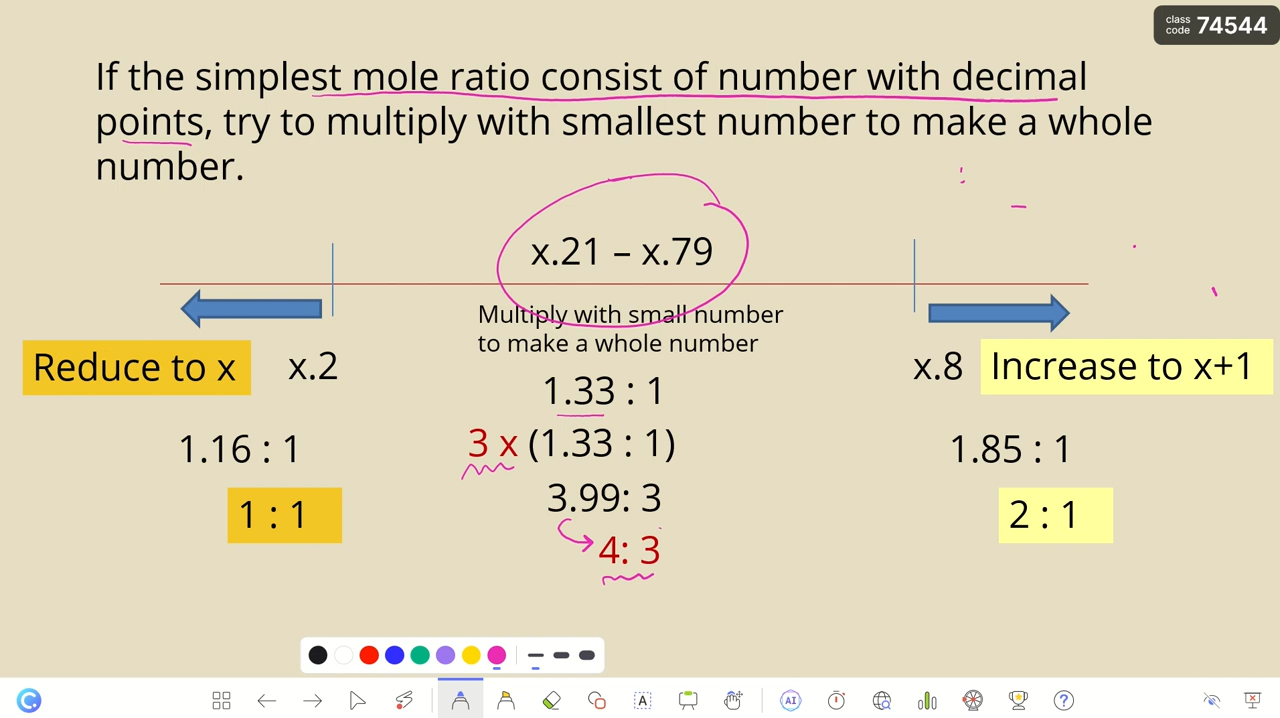 class code 74544
If the simplest mole ratio consist of number with decimal
points, try to multiply with smallest number to make a whole
number.
x.21 – x.79
Multiply with small number
to make a whole number
Reduce to x
x.2
x.8
Increase to x+1
1.33 : 1
1.16 : 1
3 x (1.33 : 1)
1.85 : 1
3.99: 3
1 : 1
2 : 1
4: 3
A
AI
?